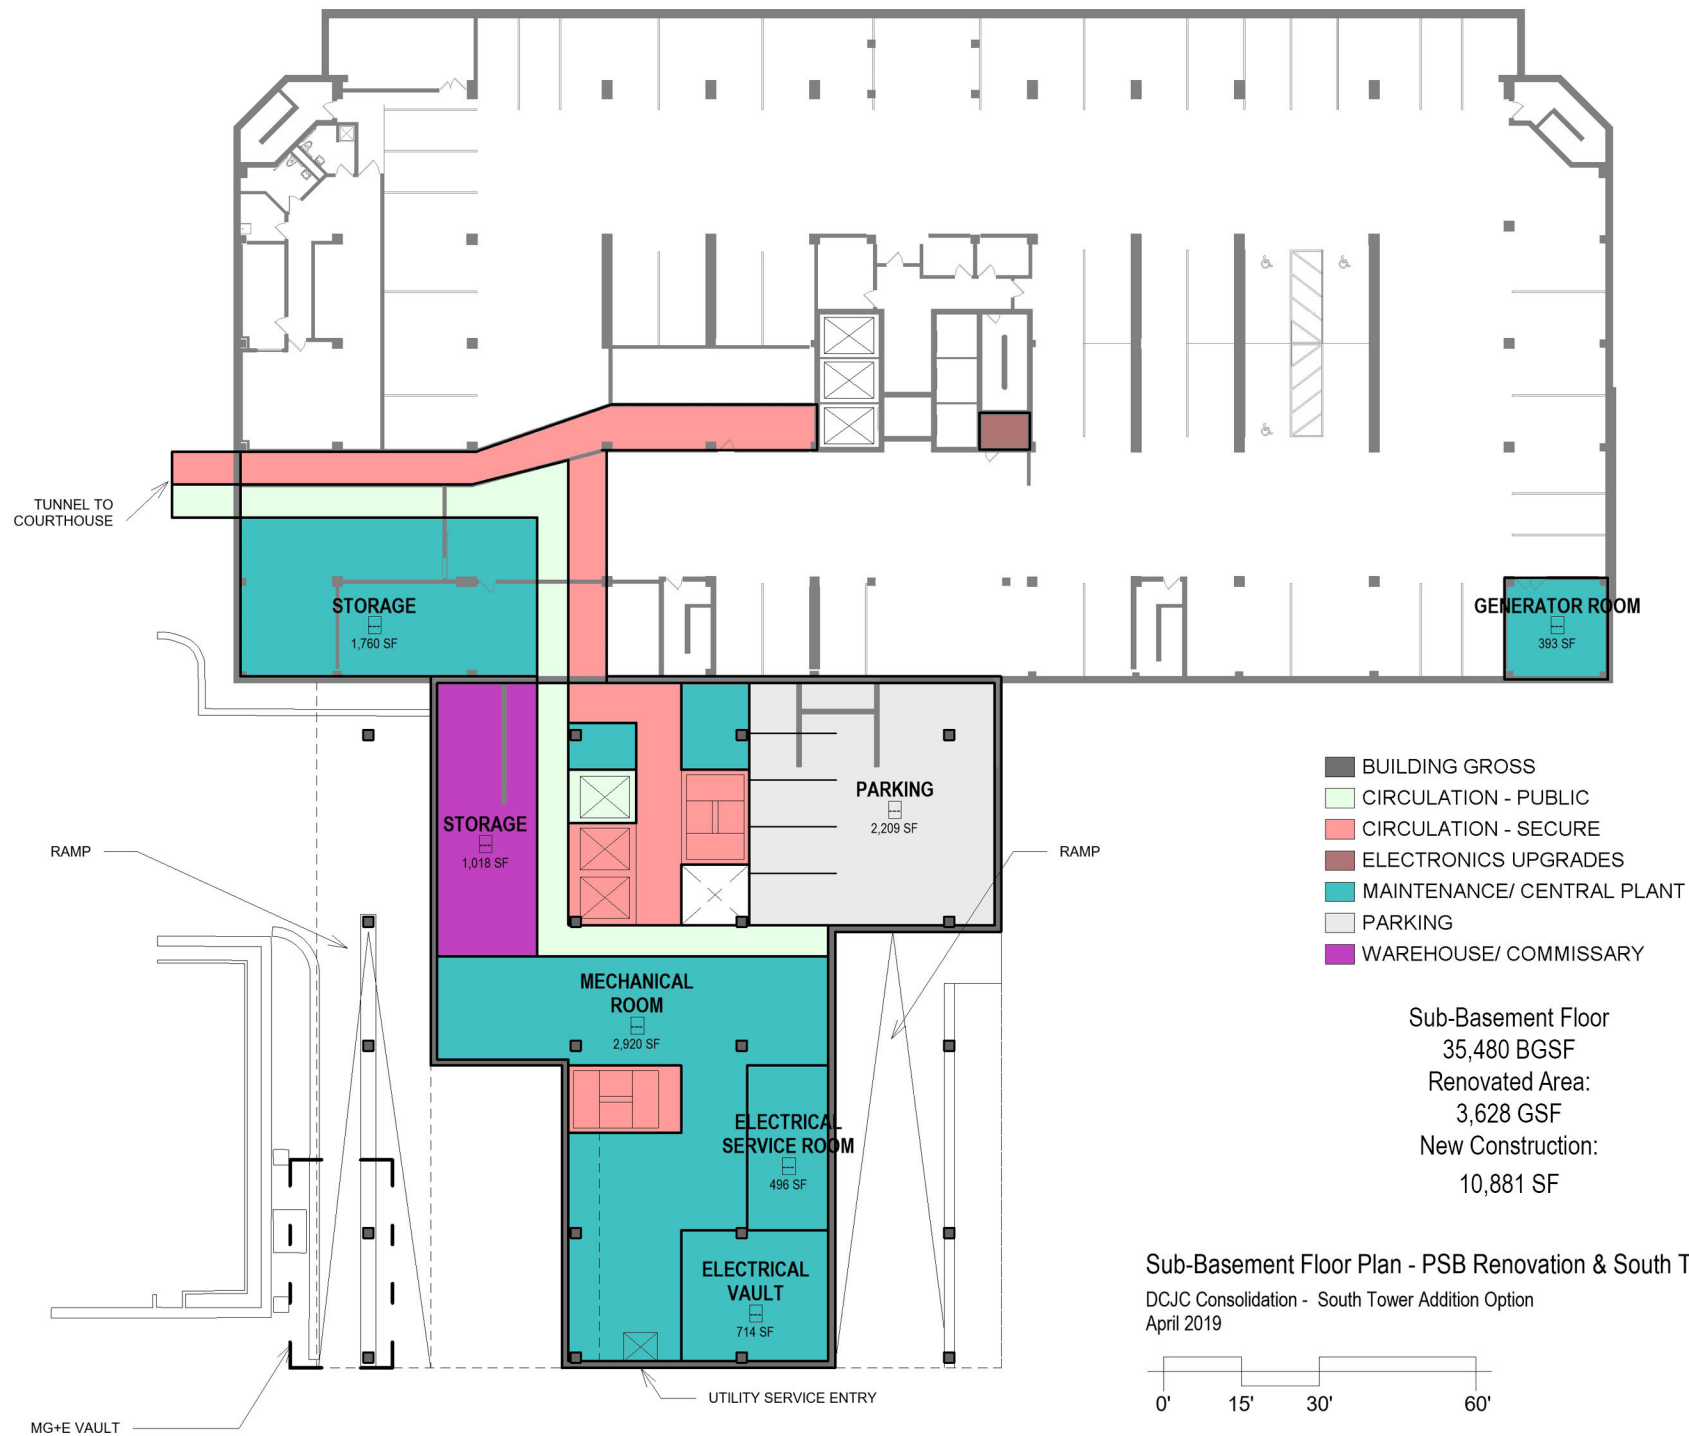 TUNNEL TO
COURTHOUSE
STORAGE
1,760 SF
GENERATOR ROOM
393 SF
STORAGE
1,018 SF
PARKING
2,209 SF
RAMP
RAMP
BUILDING GROSS
CIRCULATION - PUBLIC
CIRCULATION - SECURE
ELECTRONICS UPGRADES
MAINTENANCE/ CENTRAL PLANT
PARKING
WAREHOUSE/ COMMISSARY
MECHANICAL
ROOM
2,920 SF
Sub-Basement Floor
35,480 BGSF
Renovated Area:
3,628 GSF
New Construction:
10,881 SF
ELECTRICAL
SERVICE ROOM
496 SF
ELECTRICAL
VAULT
714 SF
Sub-Basement Floor Plan - PSB Renovation & South T
DCJC Consolidation - South Tower Addition Option
April 2019
0' 15' 30' 60'
UTILITY SERVICE ENTRY
MG+E VAULT